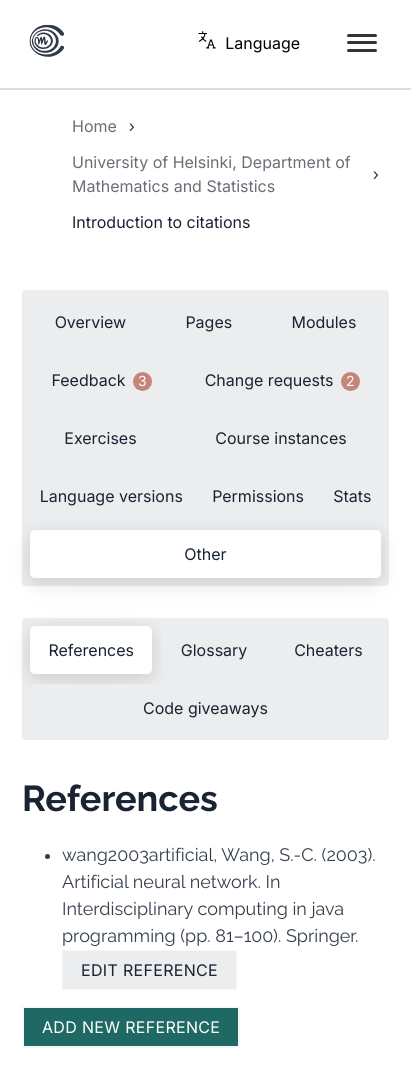 Language
Home ›
University of Helsinki, Department of
Mathematics and Statistics ›
Introduction to citations
Overview Pages Modules
Feedback 3 Change requests 2
Exercises Course instances
Language versions Permissions Stats
Other
References Glossary Cheaters
Code giveaways
References
• wang2003artificial, Wang, S.-C. (2003).
Artificial neural network. In
Interdisciplinary computing in java
programming (pp. 81–100). Springer.
EDIT REFERENCE
ADD NEW REFERENCE